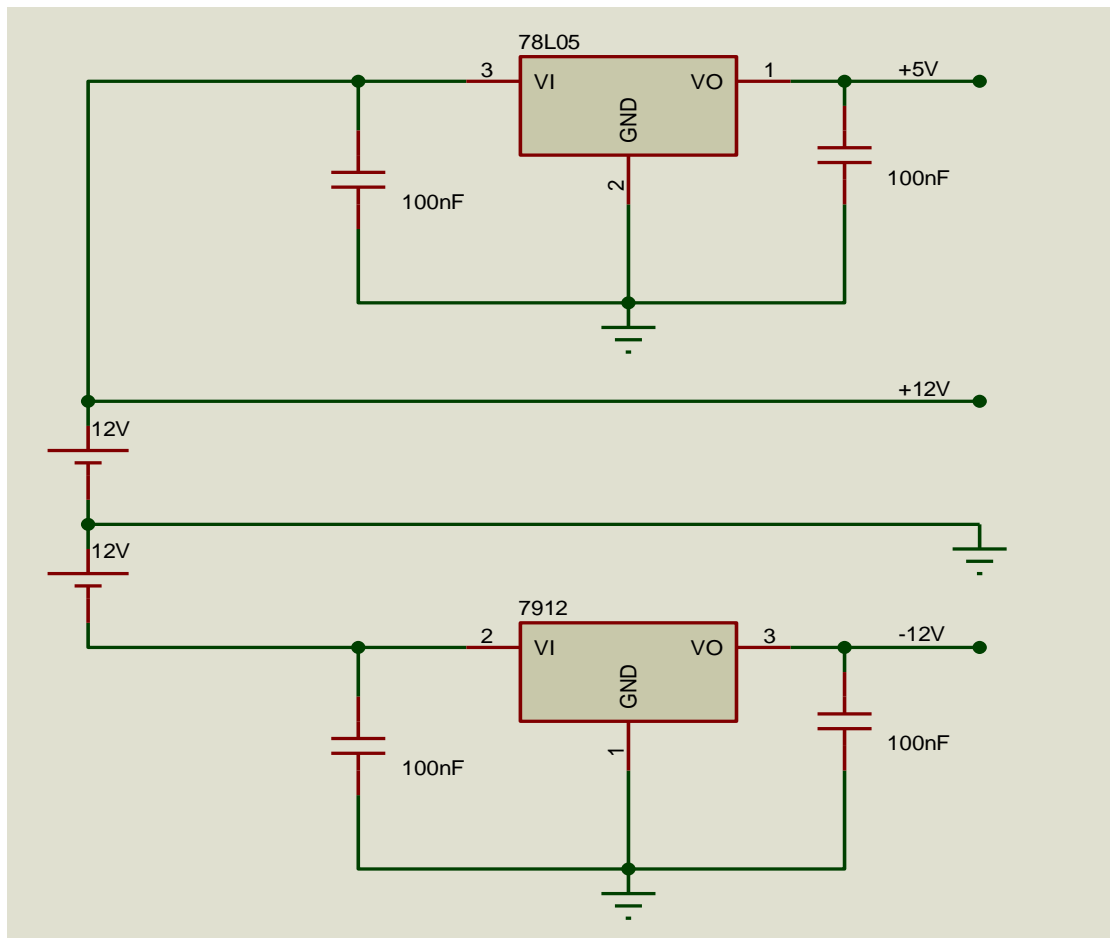 78L05
3
VI
VO
1
+5V
GND
2
100nF
100nF
+12V
12V
12V
7912
2
VI
VO
3
-12V
GND
1
100nF
100nF